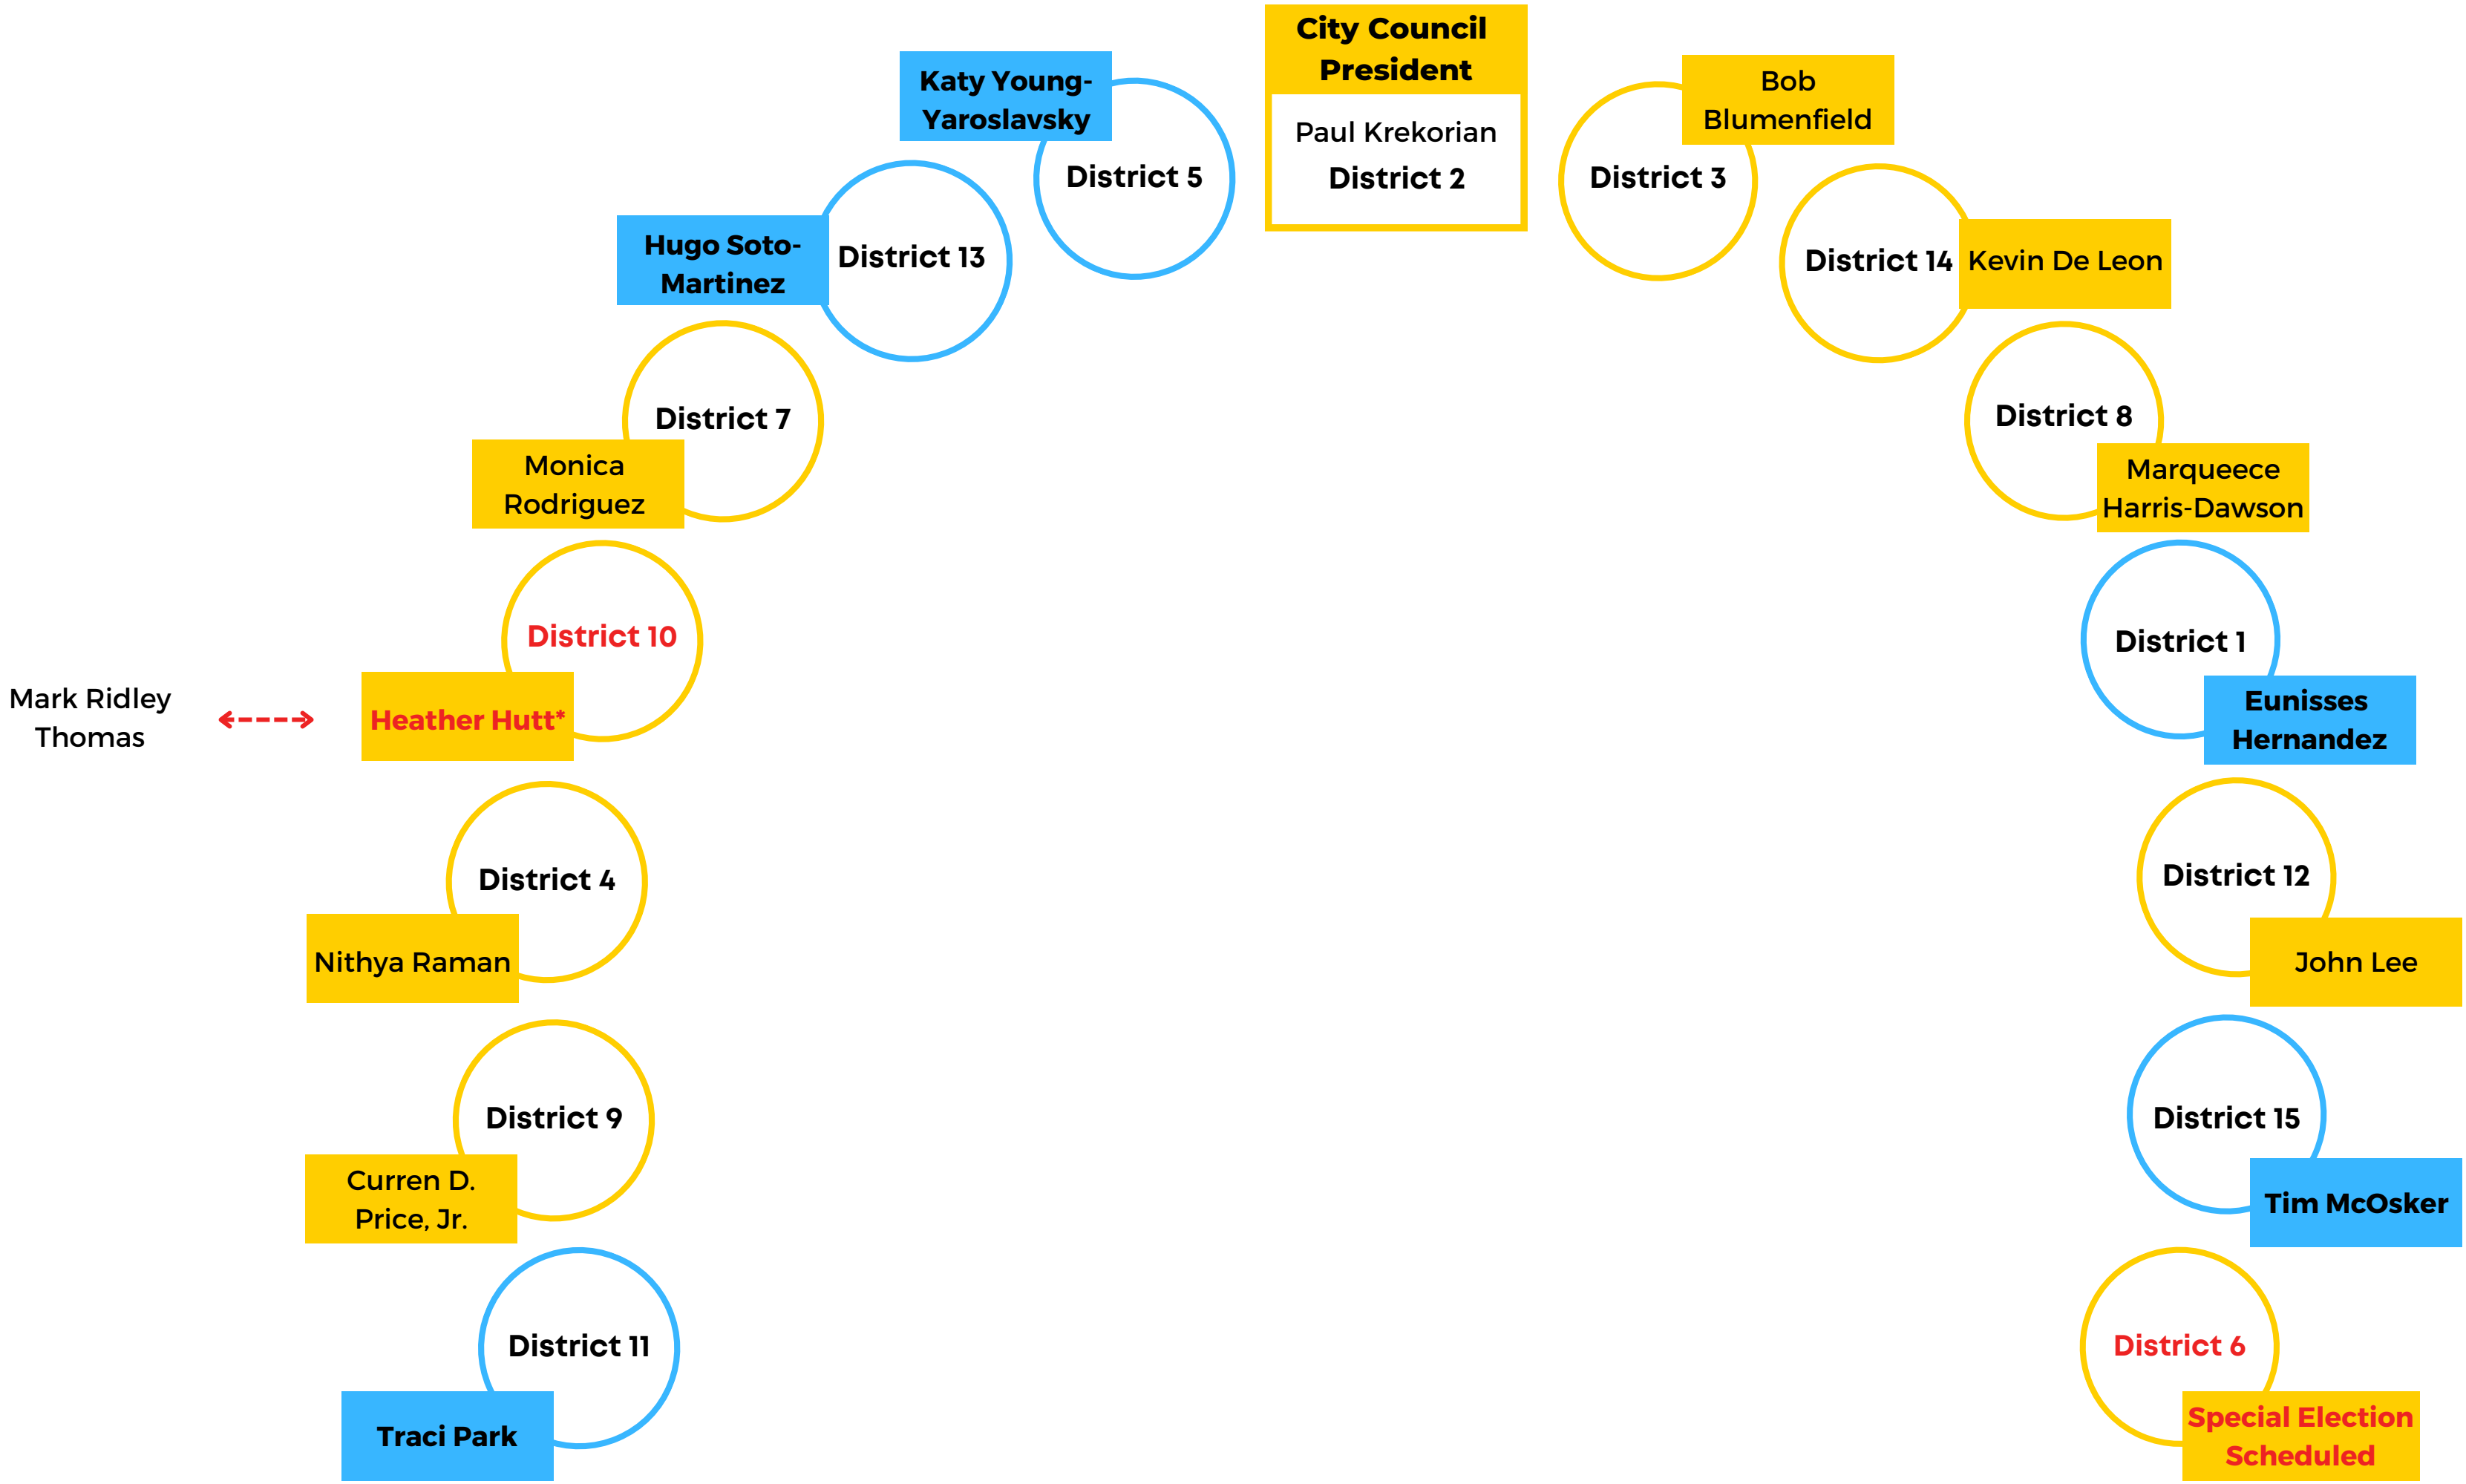 City Council
President
Paul Krekorian
District 2
Katy Young-
Yaroslavsky
District 5
Bob
Blumenfield
District 3
Hugo Soto-
Martinez
District 13
District 14
Kevin De Leon
District 7
Monica
Rodriguez
District 8
Marqueece
Harris-Dawson
District 10
Heather Hutt*
Mark Ridley
Thomas
District 1
Eunisses
Hernandez
District 4
Nithya Raman
District 12
John Lee
District 9
Curren D.
Price, Jr.
District 15
Tim McOsker
District 11
Traci Park
District 6
Special Election
Scheduled